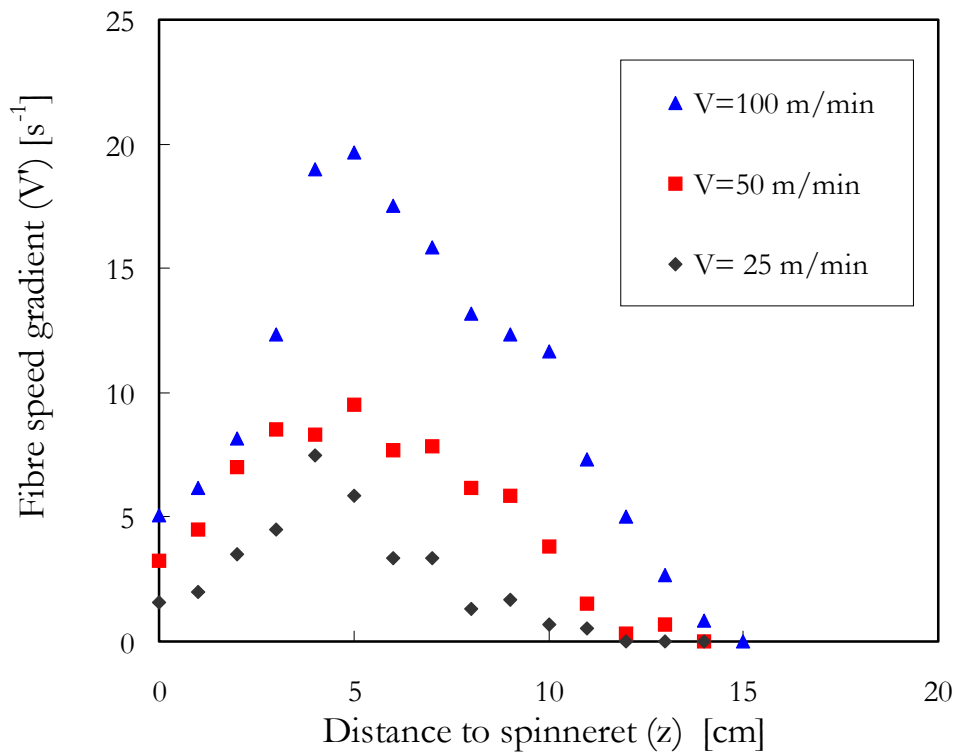 Fibre speed gradient (V') [s⁻¹]
25
20
15
10
5
0
V=100 m/min
V=50 m/min
V= 25 m/min
0 5 10 15 20
Distance to spinneret (z) [cm]